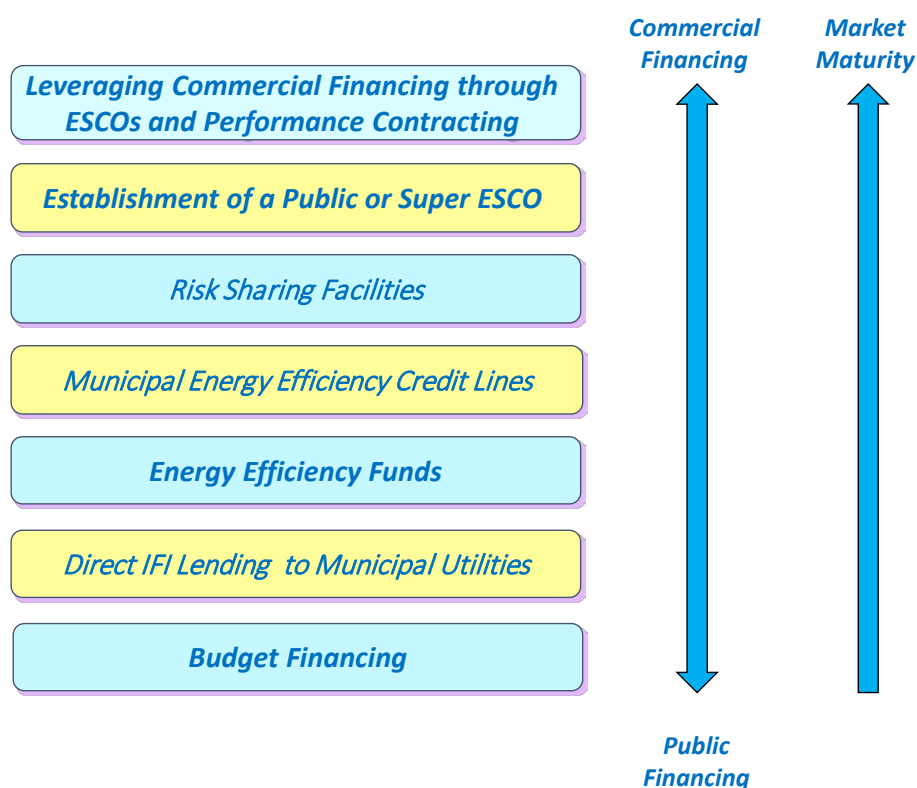 Commercial
Financing
Market
Maturity
Leveraging Commercial Financing through
ESCOs and Performance Contracting
Establishment of a Public or Super ESCO
Risk Sharing Facilities
Municipal Energy Efficiency Credit Lines
Energy Efficiency Funds
Direct IFI Lending to Municipal Utilities
Budget Financing
Public
Financing